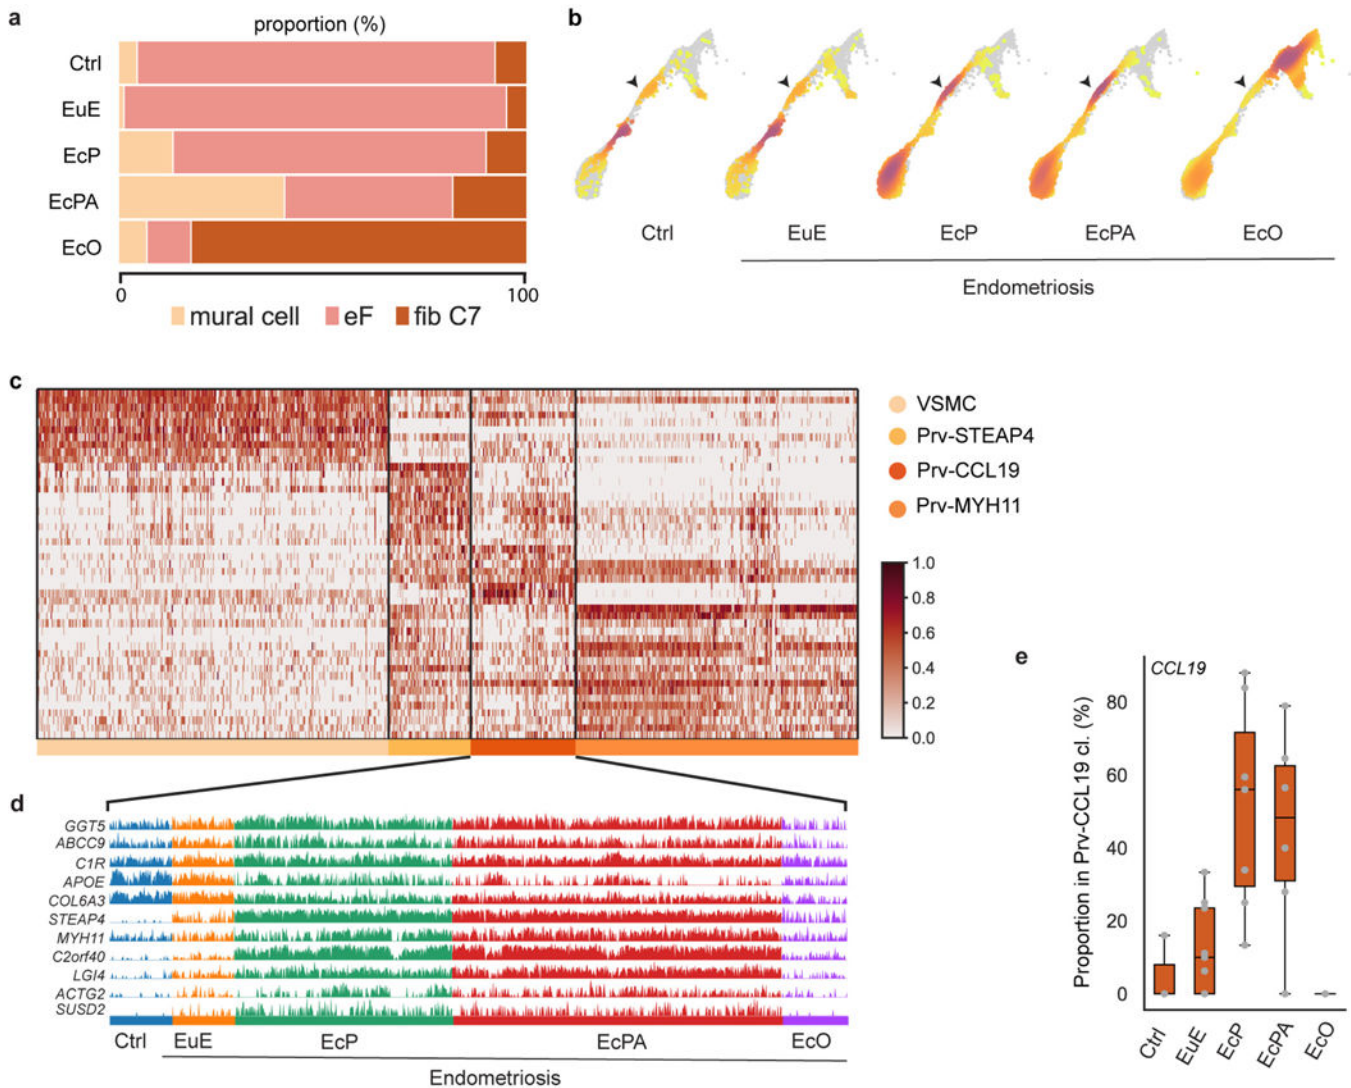 a
proportion (%)
Ctrl
EuE
EcP
EcPA
EcO
0
100
mural cell
eF
fib C7
b
Ctrl
EuE
EcP
EcPA
EcO
Endometriosis
c
VSMC
Prv-STEAP4
Prv-CCL19
Prv-MYH11
1.0
0.8
0.6
0.4
0.2
0.0
d
GGT5
ABCC9
C1R
APOE
COL6A3
STEAP4
MYH11
C2orf40
LGI4
ACTG2
SUSD2
Ctrl
EuE
EcP
EcPA
EcO
Endometriosis
e
CCL19
Proportion in Prv-CCL19 cl. (%)
80
60
40
20
0
Ctrl
EuE
EcP
EcPA
EcO